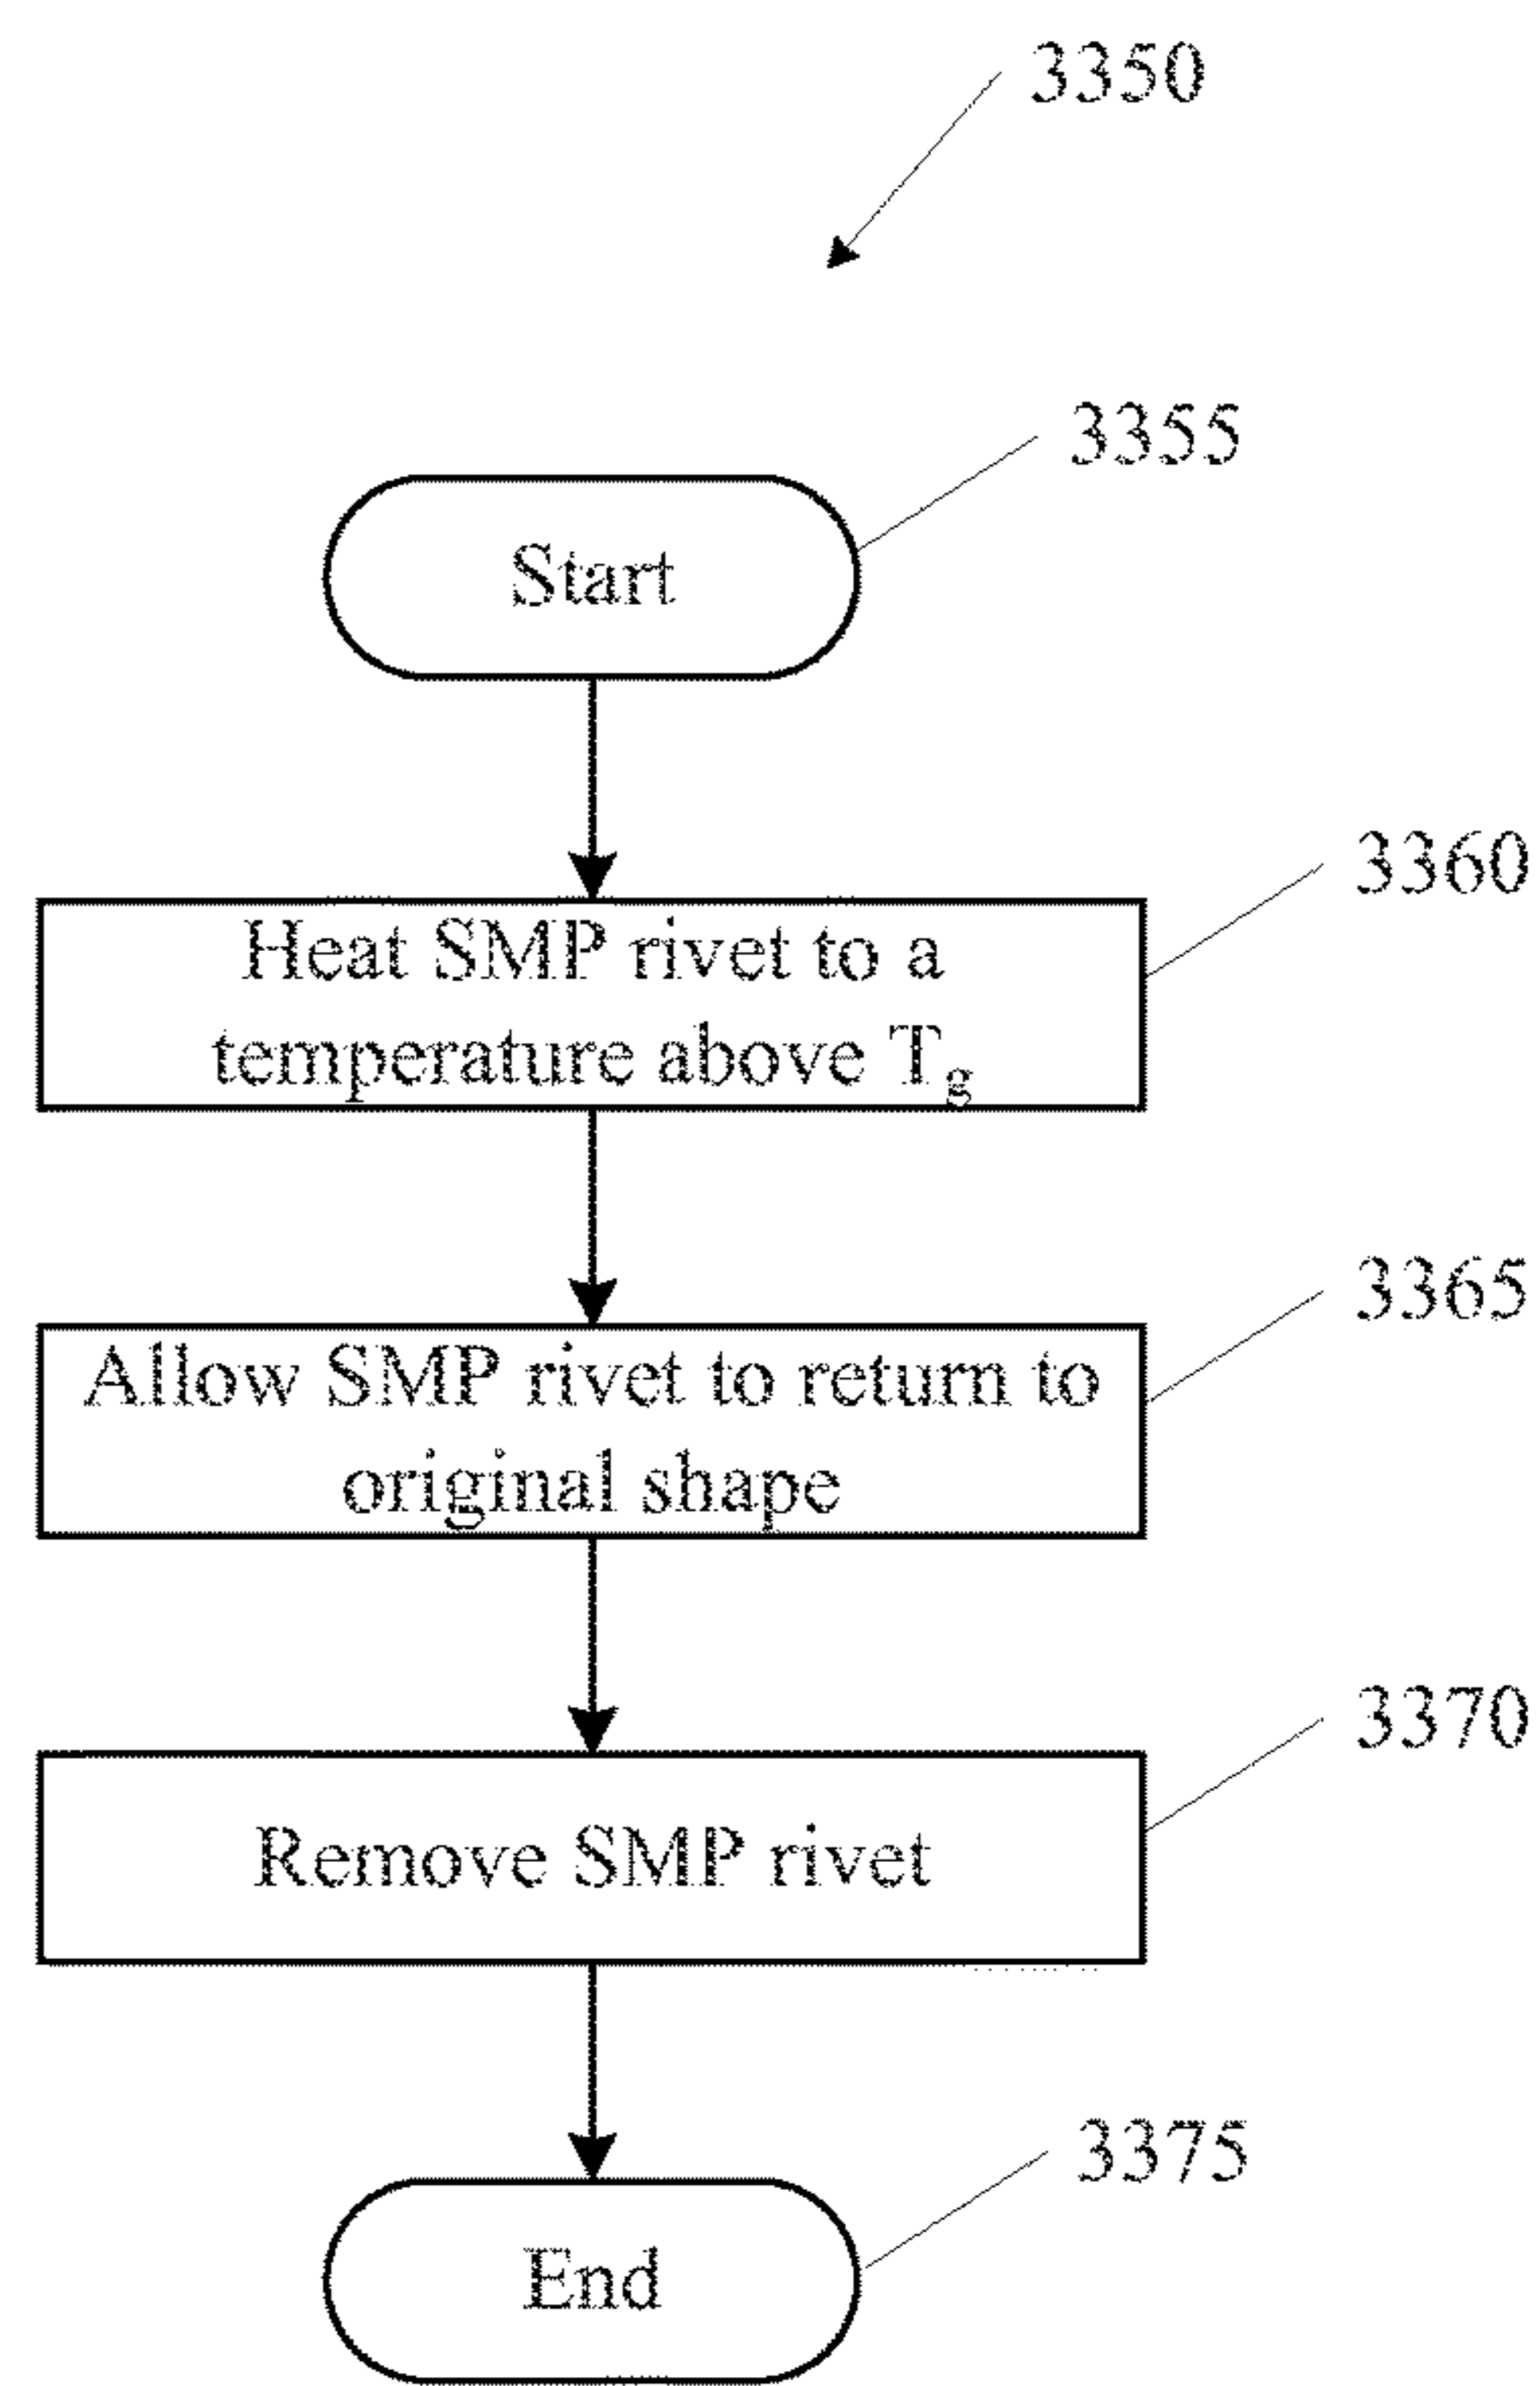 3350
3355
Start
3360
Heat SMP rivet to a
temperature above Tg
3365
Allow SMP rivet to return to
original shape
3370
Remove SMP rivet
3375
End